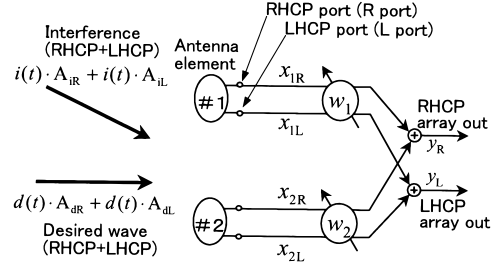 RHCP port (R port)
LHCP port (L port)
Interference
(RHCP+LHCP)
i(t)·A_iR + i(t)·A_iL
Antenna
element
#1
x_1R
x_1L
w_1
RHCP
array out
y_R
y_L
LHCP
array out
d(t)·A_dR + d(t)·A_dL
Desired wave
(RHCP+LHCP)
#2
x_2R
x_2L
w_2